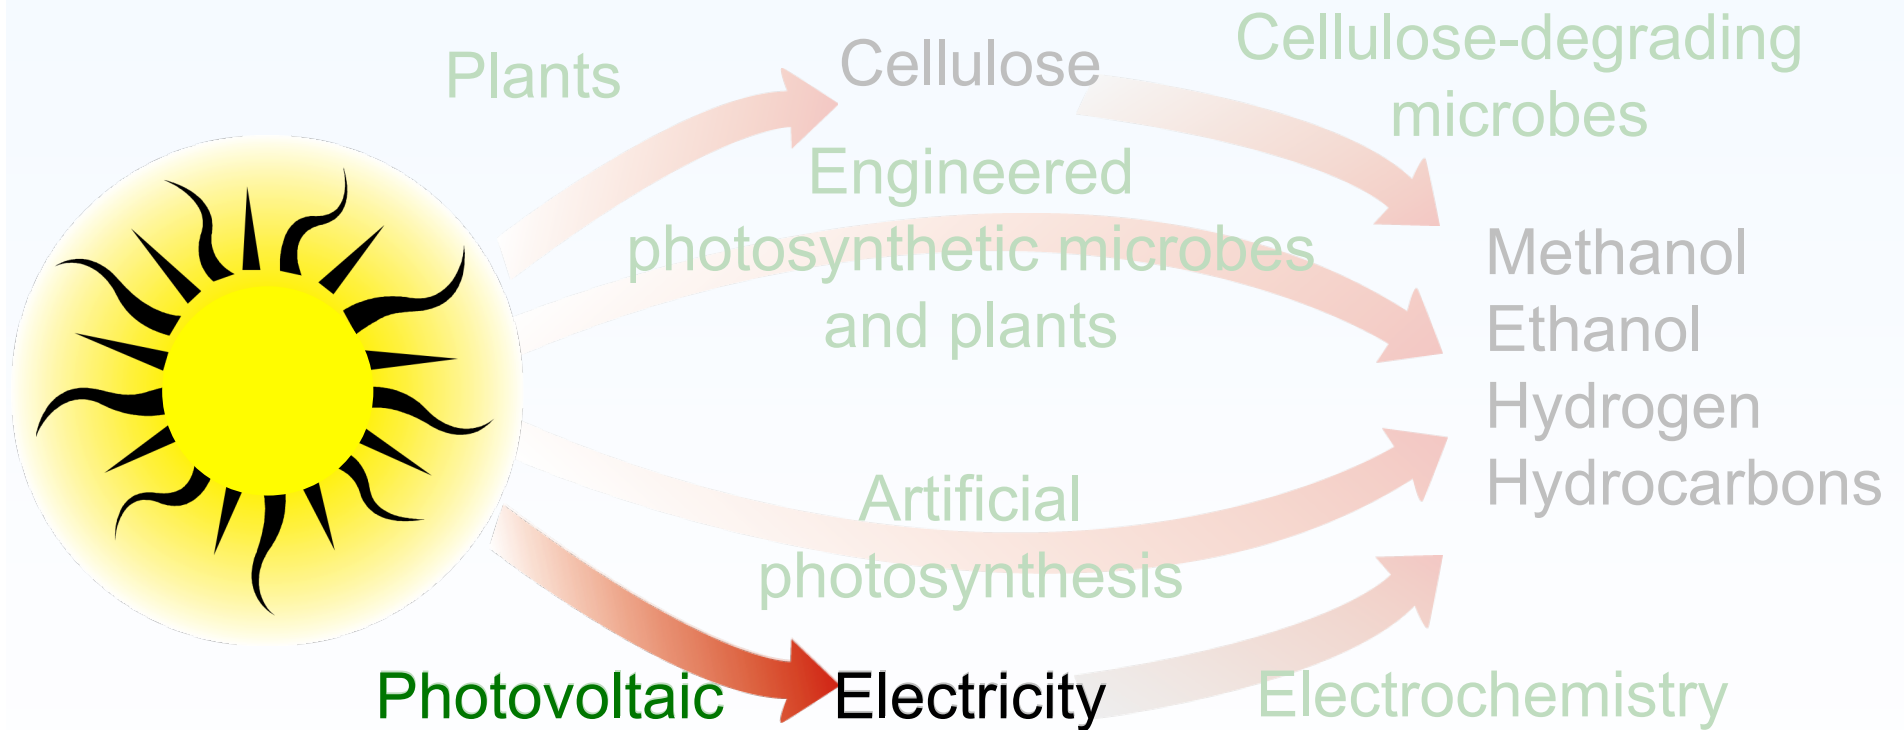 Plants
Cellulose
Cellulose-degrading
microbes
Engineered
photosynthetic microbes
and plants
Methanol
Ethanol
Hydrogen
Hydrocarbons
Artificial
photosynthesis
Photovoltaic
Electricity
Electrochemistry